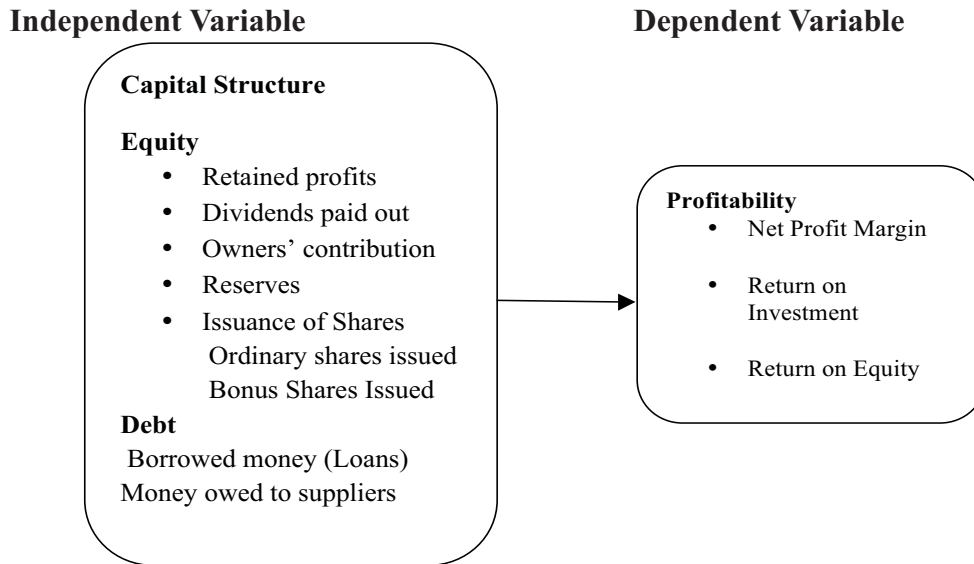 Independent Variable
Dependent Variable
Capital Structure
Equity
• Retained profits
• Dividends paid out
• Owners’ contribution
• Reserves
• Issuance of Shares
Ordinary shares issued
Bonus Shares Issued
Debt
Borrowed money (Loans)
Money owed to suppliers
Profitability
• Net Profit Margin
• Return on
Investment
• Return on Equity